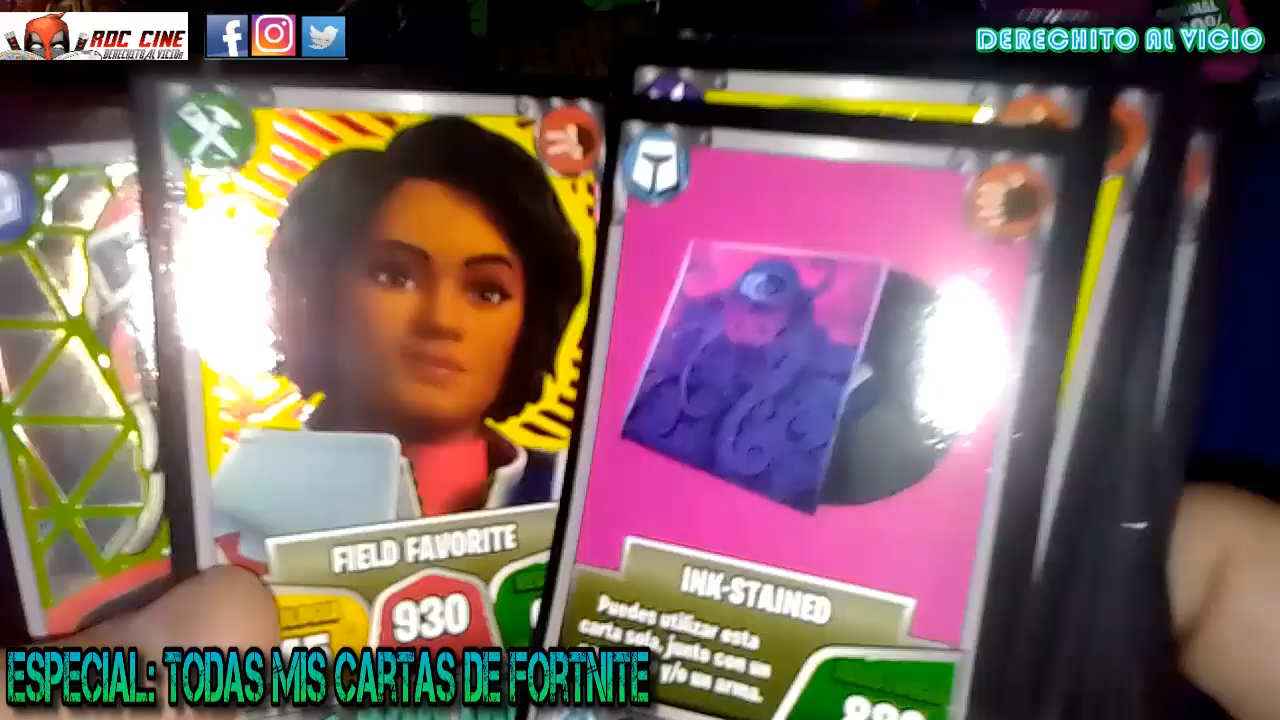 RDC CINE
DERECHITO AL VICIO
DERECHITO AL VICIO
FIELD FAVORITE
930
INK-STAINED
Puedes utilizar esta
carta sola, junto con un
y/o un arma.
ESPECIAL: TODAS MIS CARTAS DE FORTNITE